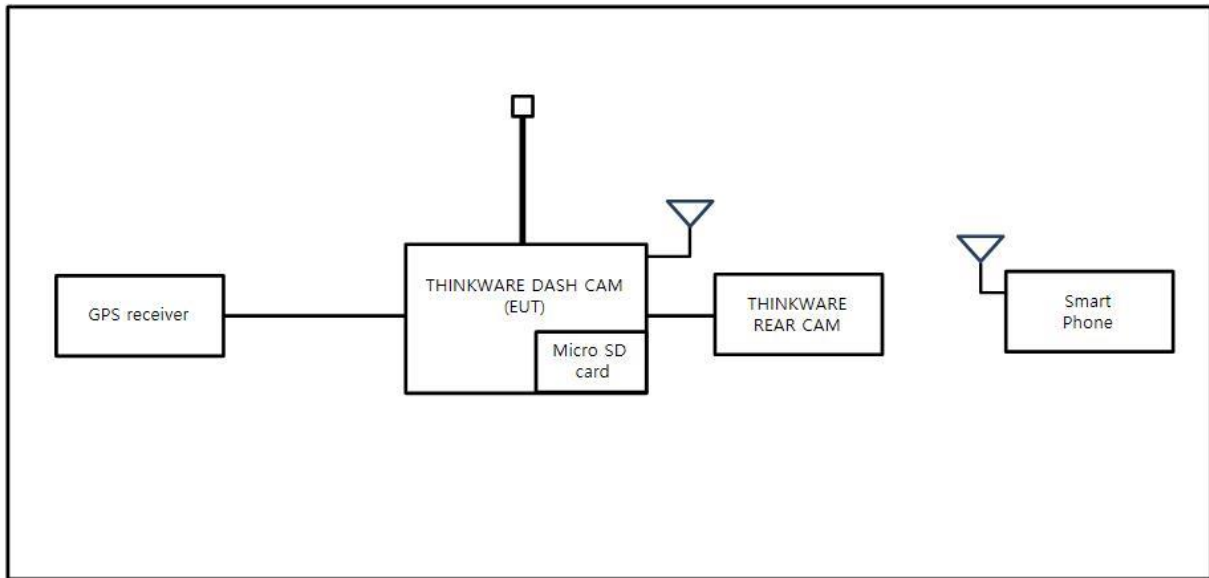 GPS receiver
THINKWARE DASH CAM
(EUT)
Micro SD
card
THINKWARE
REAR CAM
Smart
Phone